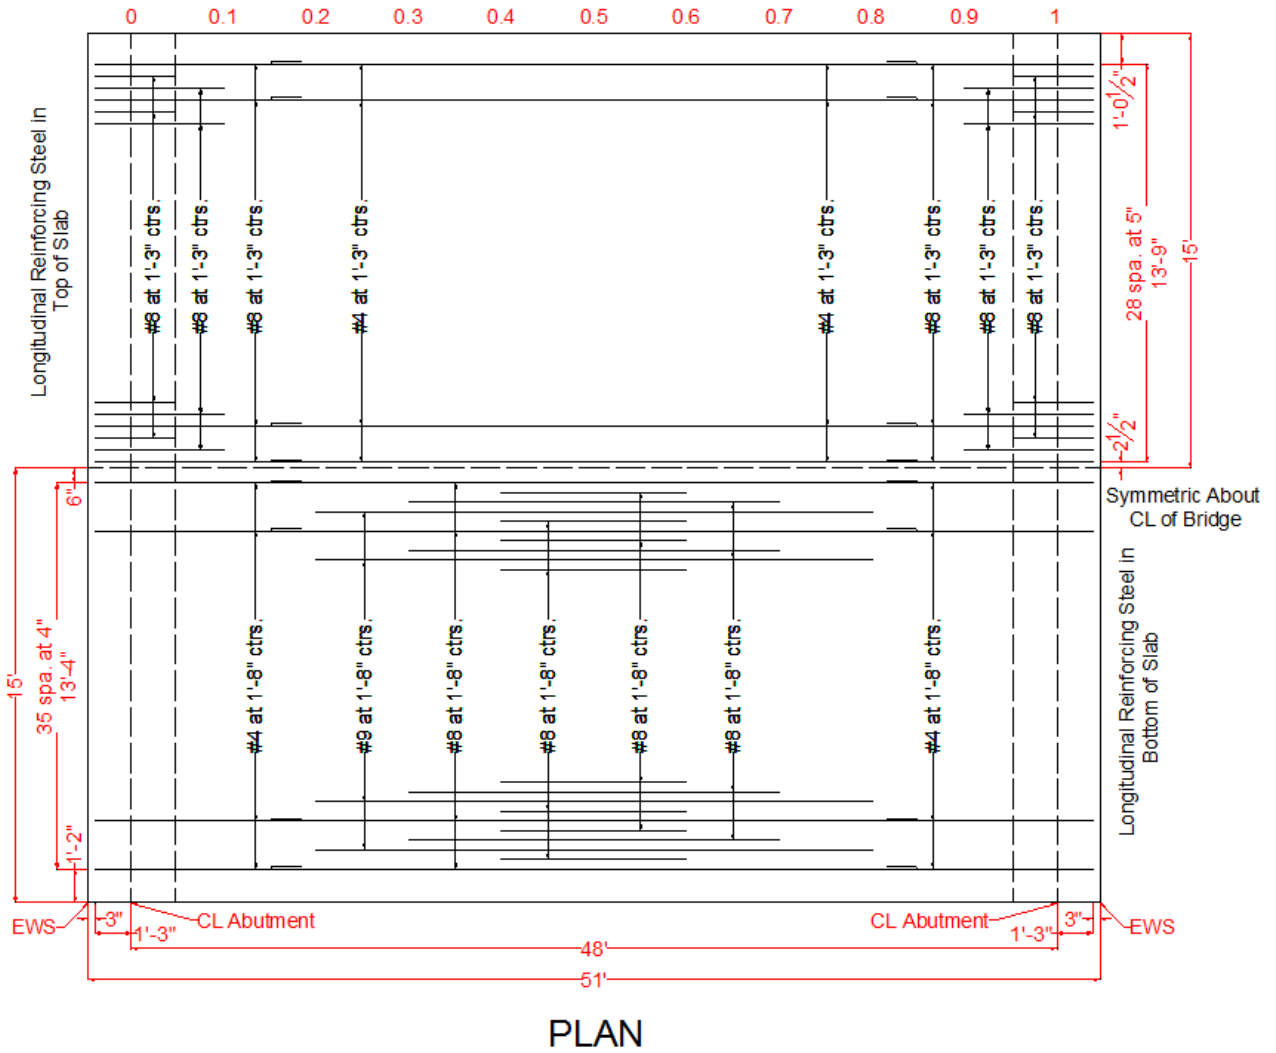 0 0.1 0.2 0.3 0.4 0.5 0.6 0.7 0.8 0.9 1
Longitudinal Reinforcing Steel in
Top of Slab
#8 at 1'-3" ctrs.
#8 at 1'-3" ctrs.
#8 at 1'-3" ctrs.
#4 at 1'-3" ctrs.
#4 at 1'-3" ctrs.
#8 at 1'-3" ctrs.
#8 at 1'-3" ctrs.
#8 at 1'-3" ctrs.
1'-0 1/2"
28 spa. at 5"
13'-9"
15'
2 1/2"
Symmetric About
CL of Bridge
6"
15'
35 spa. at 4"
13'-4"
1'-2"
#4 at 1'-8" ctrs.
#9 at 1'-8" ctrs.
#8 at 1'-8" ctrs.
#8 at 1'-8" ctrs.
#8 at 1'-8" ctrs.
#8 at 1'-8" ctrs.
#4 at 1'-8" ctrs.
Longitudinal Reinforcing Steel in
Bottom of Slab
EWS 3" CL Abutment CL Abutment 3" EWS
1'-3" 1'-3"
48'
51'
PLAN